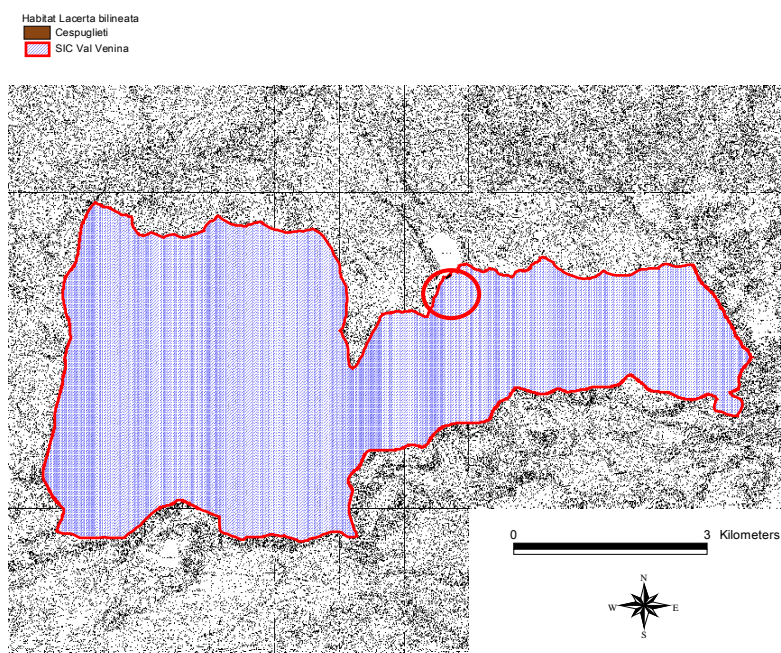 Habitat Lacerta bilineata
Cespuglieti
SIC Val Venina
0 3 Kilometers
N
W E
S